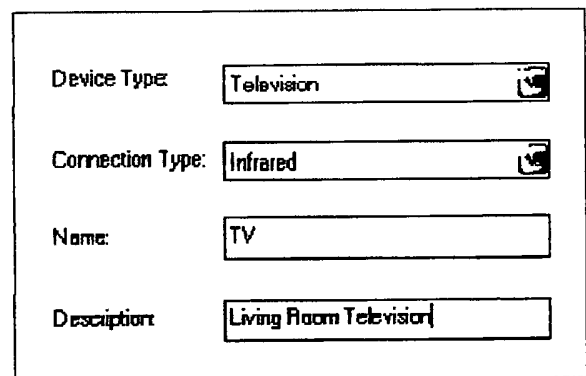 Device Type: Television
Connection Type: Infrared
Name: TV
Description: Living Room Television